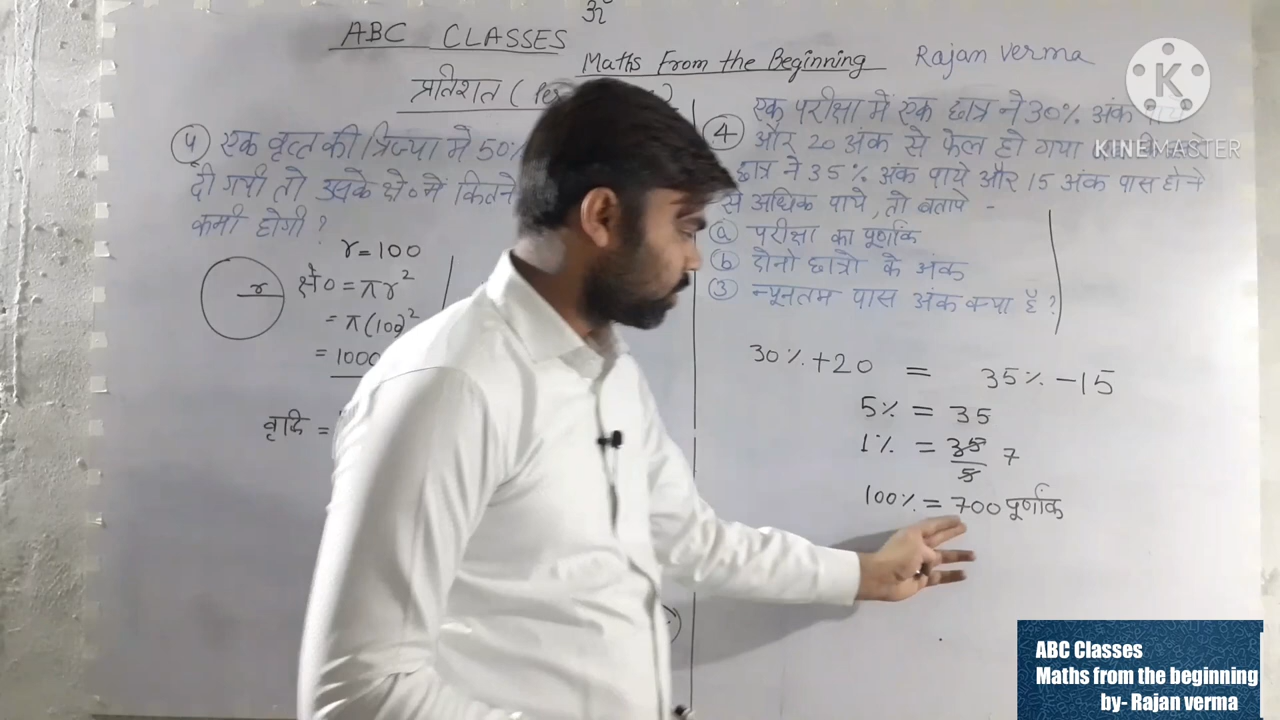 ॐ
ABC CLASSES
Maths From the Beginning Rajan verma
प्रतिशत (
५ एक वृत्त की त्रिज्या में 50%
दी गयी तो उसके क्षे० में कितने
कमी होगी ?
r = 100
r
क्षे० = πr²
= π(100)²
= 1000
वृद्धि =
4 एक परीक्षा में एक छात्र ने 30% अंक
और 20 अंक से फेल हो गया
छात्र ने 35% अंक पाये और 15 अंक पास होने
से अधिक पाये, तो बतायें -
a परीक्षा का पूर्णांक
b दोनो छात्रो के अंक
3 न्यूनतम पास अंक क्या है ?
30% + 20 = 35% - 15
5% = 35
1% = 35/5 7
100% = 700 पूर्णांक
K
KINEMASTER
ABC Classes
Maths from the beginning
by- Rajan verma